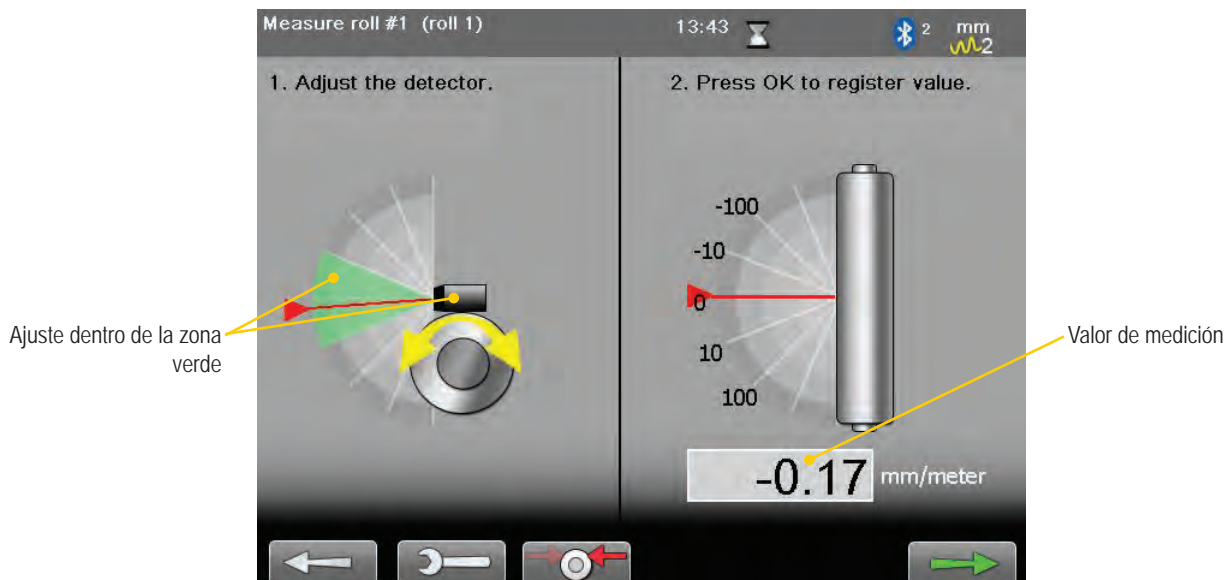 Measure roll #1 (roll 1)
13:43
2
mm
2
1. Adjust the detector.
2. Press OK to register value.
-100
-10
0
10
100
-0.17 mm/meter
Ajuste dentro de la zona
verde
Valor de medición